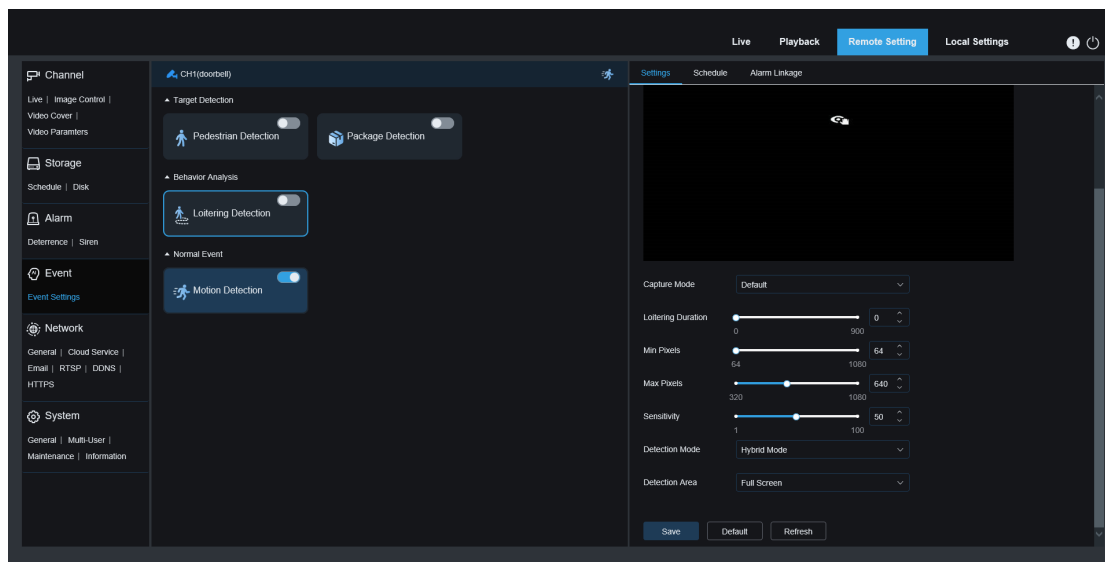 Live Playback Remote Setting Local Settings
Channel
Live | Image Control |
Video Cover |
Video Paramters
Storage
Schedule | Disk
Alarm
Deterrence | Siren
Event
Event Settings
Network
General | Cloud Service |
Email | RTSP | DDNS |
HTTPS
System
General | Multi-User |
Maintenance | Information
CH1(doorbell)
Target Detection
Pedestrian Detection
Package Detection
Behavior Analysis
Loitering Detection
Normal Event
Motion Detection
Settings Schedule Alarm Linkage
Capture Mode Default
Loitering Duration 0
0 900
Min Pixels 64
64 1080
Max Pixels 640
320 1080
Sensitivity 50
1 100
Detection Mode Hybrid Mode
Detection Area Full Screen
Save Default Refresh